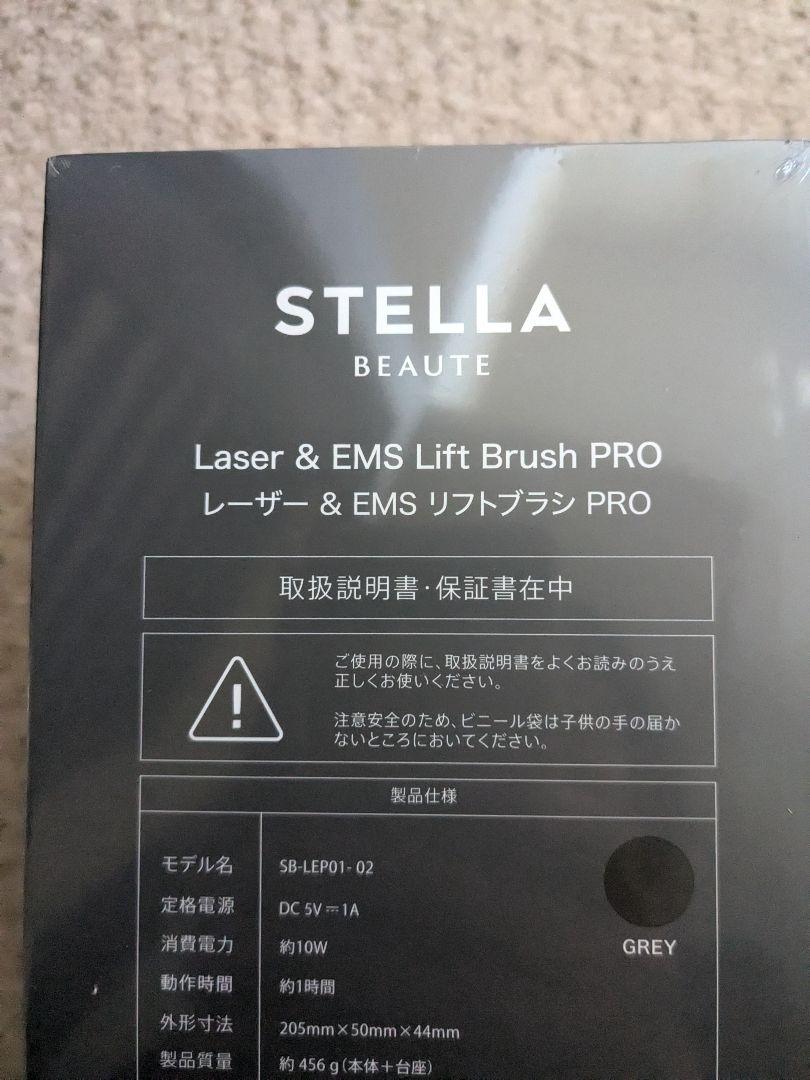 STELLA
BEAUTE
Laser & EMS Lift Brush PRO
レーザー & EMS リフトブラシ PRO
取扱説明書・保証書在中
ご使用の際に、取扱説明書をよくお読みのうえ
正しくお使いください。
注意安全のため、ビニール袋は子供の手の届か
ないところにおいてください。
製品仕様
モデル名 SB-LEP01- 02
定格電源 DC 5V⎓1A
消費電力 約10W
GREY
動作時間 約1時間
外形寸法 205mm×50mm×44mm
製品質量 約 456 g(本体+台座)